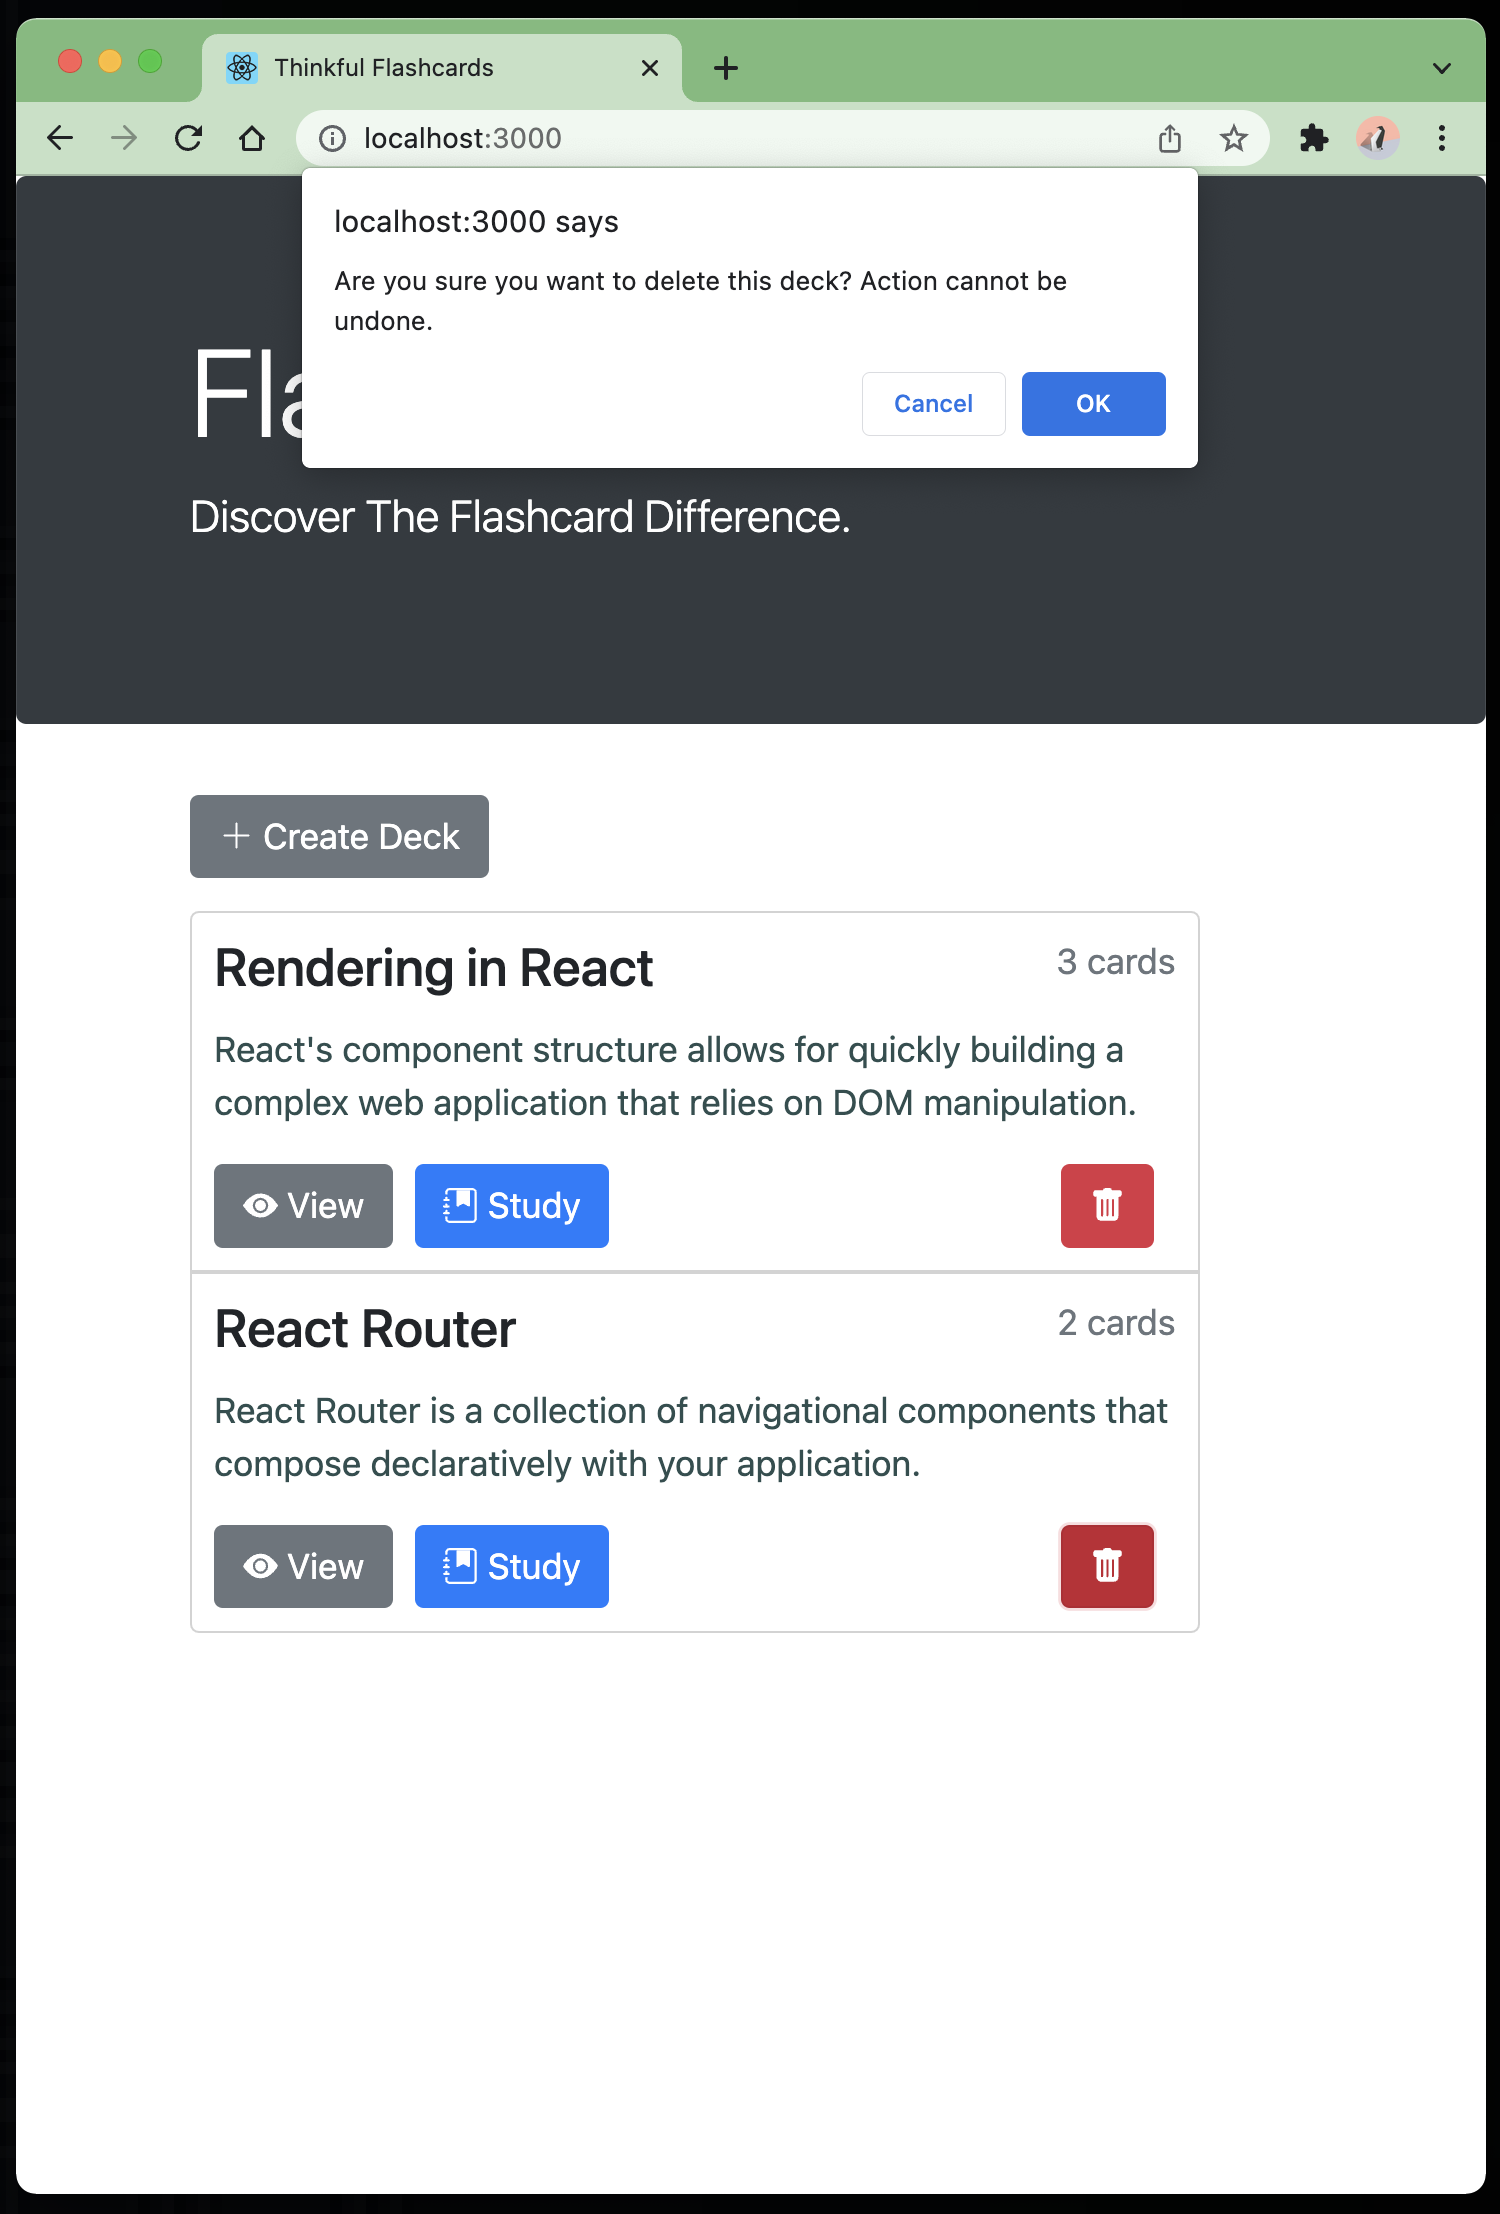 Thinkful Flashcards
localhost:3000
localhost:3000 says
Are you sure you want to delete this deck? Action cannot be
undone.
Cancel
OK
Discover The Flashcard Difference.
Create Deck
Rendering in React
3 cards
React's component structure allows for quickly building a
complex web application that relies on DOM manipulation.
View
Study
React Router
2 cards
React Router is a collection of navigational components that
compose declaratively with your application.
View
Study